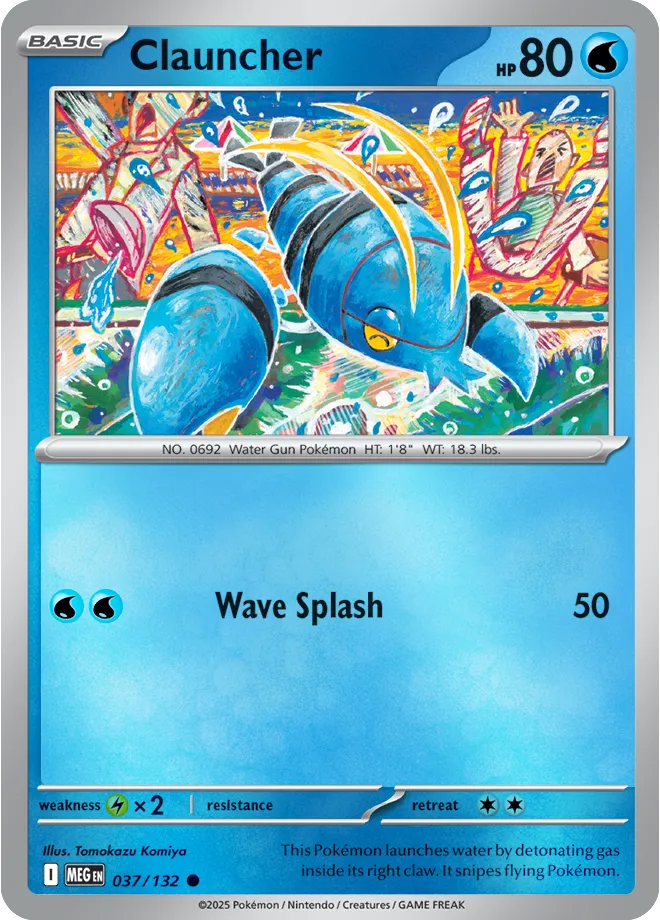 BASIC
Clauncher
HP 80
NO. 0692 Water Gun Pokémon HT: 1'8" WT: 18.3 lbs.
Wave Splash 50
weakness ×2 resistance retreat
Illus. Tomokazu Komiya
This Pokémon launches water by detonating gas
inside its right claw. It snipes flying Pokémon.
I MEG EN 037/132
©2025 Pokémon / Nintendo / Creatures / GAME FREAK